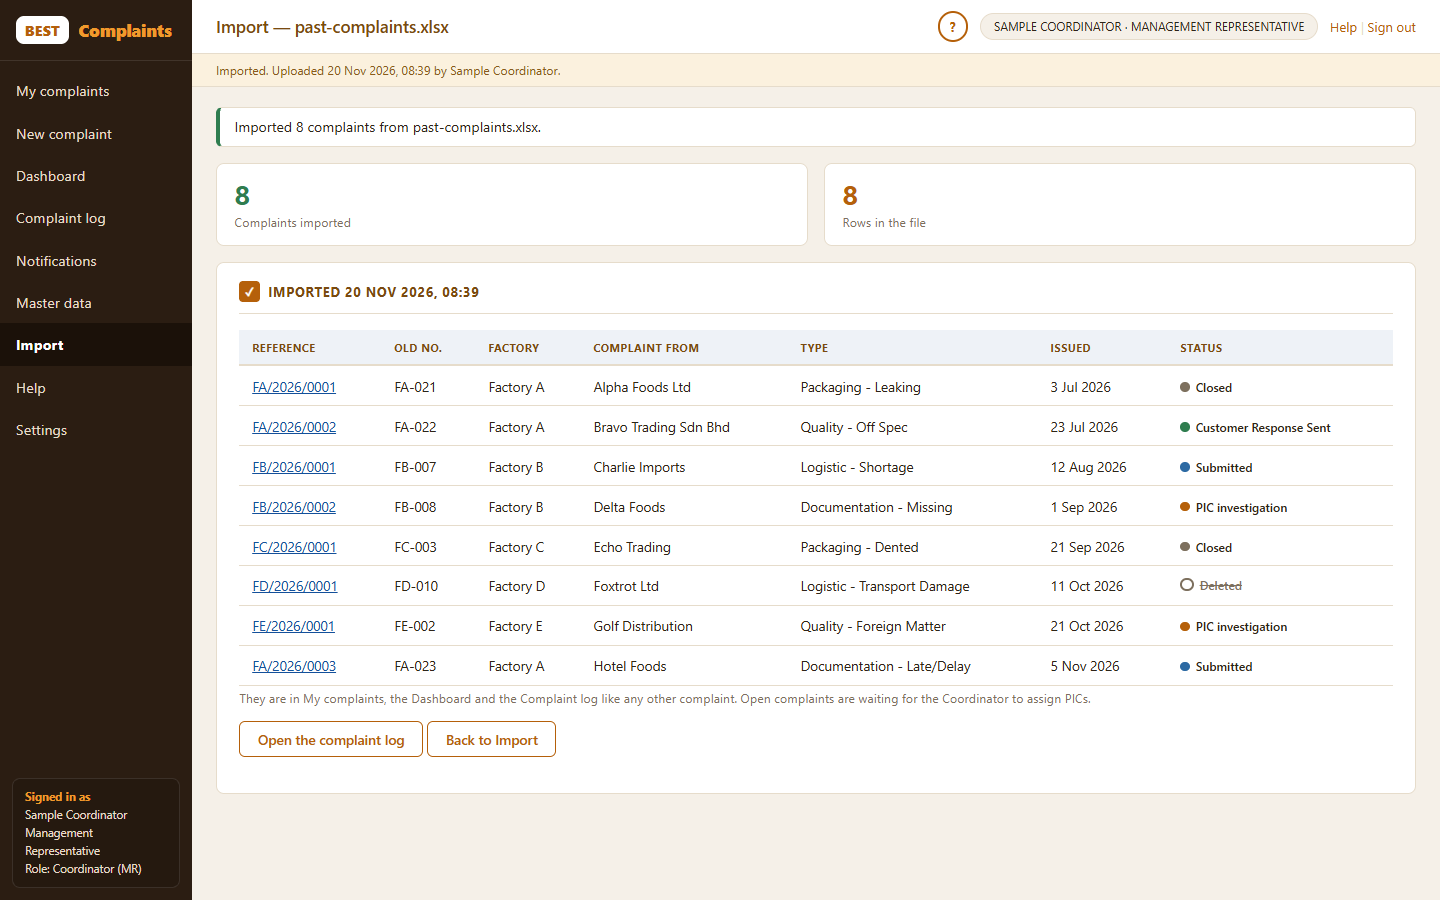 BEST Complaints
My complaints
New complaint
Dashboard
Complaint log
Notifications
Master data
Import
Help
Settings
Signed in as
Sample Coordinator
Management
Representative
Role: Coordinator (MR)
Import — past-complaints.xlsx
? SAMPLE COORDINATOR · MANAGEMENT REPRESENTATIVE Help | Sign out
Imported. Uploaded 20 Nov 2026, 08:39 by Sample Coordinator.
Imported 8 complaints from past-complaints.xlsx.
8
Complaints imported
8
Rows in the file
IMPORTED 20 NOV 2026, 08:39
REFERENCE OLD NO. FACTORY COMPLAINT FROM TYPE ISSUED STATUS
FA/2026/0001 FA-021 Factory A Alpha Foods Ltd Packaging - Leaking 3 Jul 2026 Closed
FA/2026/0002 FA-022 Factory A Bravo Trading Sdn Bhd Quality - Off Spec 23 Jul 2026 Customer Response Sent
FB/2026/0001 FB-007 Factory B Charlie Imports Logistic - Shortage 12 Aug 2026 Submitted
FB/2026/0002 FB-008 Factory B Delta Foods Documentation - Missing 1 Sep 2026 PIC investigation
FC/2026/0001 FC-003 Factory C Echo Trading Packaging - Dented 21 Sep 2026 Closed
FD/2026/0001 FD-010 Factory D Foxtrot Ltd Logistic - Transport Damage 11 Oct 2026 Deleted
FE/2026/0001 FE-002 Factory E Golf Distribution Quality - Foreign Matter 21 Oct 2026 PIC investigation
FA/2026/0003 FA-023 Factory A Hotel Foods Documentation - Late/Delay 5 Nov 2026 Submitted
They are in My complaints, the Dashboard and the Complaint log like any other complaint. Open complaints are waiting for the Coordinator to assign PICs.
Open the complaint log Back to Import